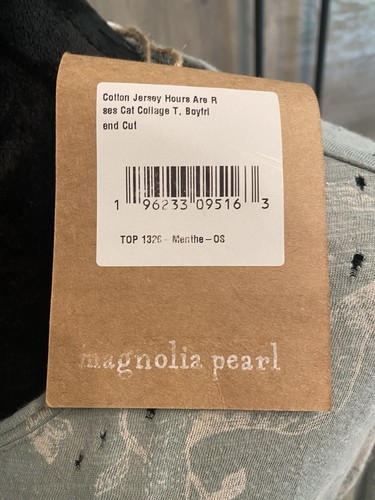 Cotton Jersey Hours Are R
ses Cat Collage T, Boyfri
end Cut
1 96233 09516 3
TOP 1326-Menthe-OS
magnolia pearl